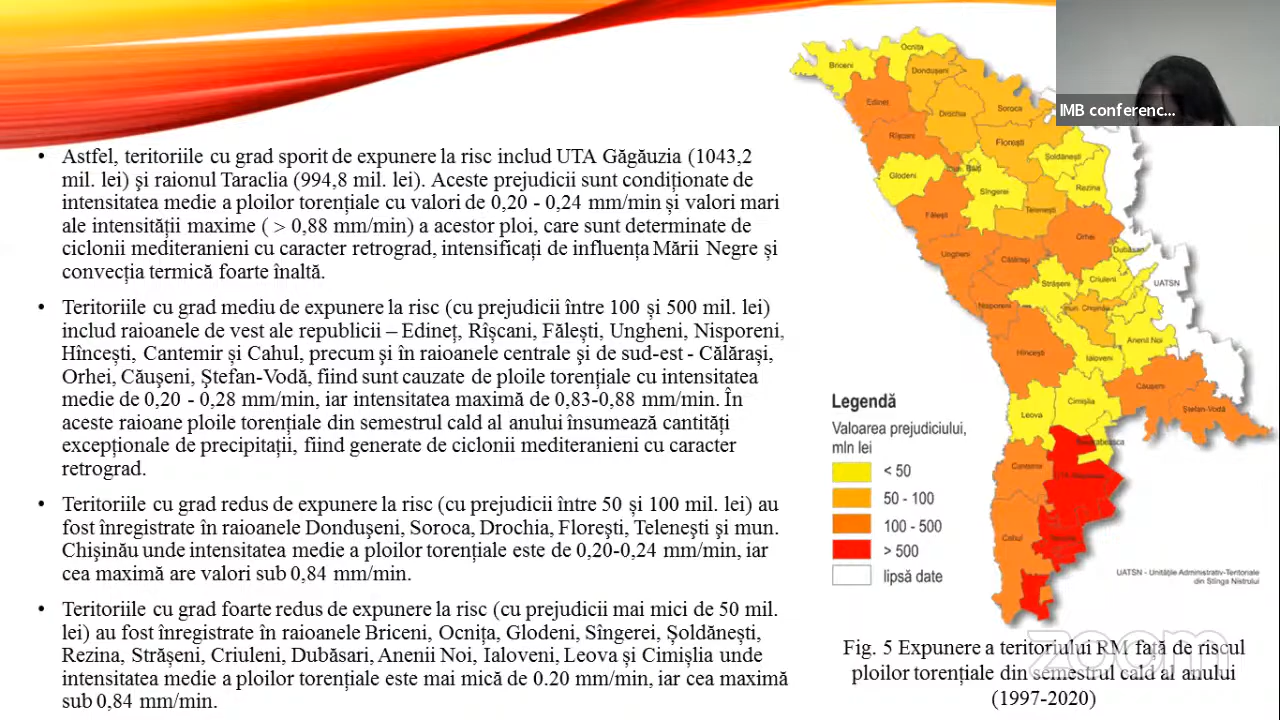 • Astfel, teritoriile cu grad sporit de expunere la risc includ UTA Găgăuzia (1043,2
mil. lei) şi raionul Taraclia (994,8 mil. lei). Aceste prejudicii sunt condiționate de
intensitatea medie a ploilor torențiale cu valori de 0,20 - 0,24 mm/min și valori mari
ale intensității maxime ( > 0,88 mm/min) a acestor ploi, care sunt determinate de
ciclonii mediteranieni cu caracter retrograd, intensificați de influența Mării Negre și
convecția termică foarte înaltă.
• Teritoriile cu grad mediu de expunere la risc (cu prejudicii între 100 și 500 mil. lei)
includ raioanele de vest ale republicii – Edineț, Rîșcani, Fălești, Ungheni, Nisporeni,
Hîncești, Cantemir și Cahul, precum şi în raioanele centrale şi de sud-est - Călărași,
Orhei, Căuşeni, Ştefan-Vodă, fiind sunt cauzate de ploile torențiale cu intensitatea
medie de 0,20 - 0,28 mm/min, iar intensitatea maximă de 0,83-0,88 mm/min. În
aceste raioane ploile torențiale din semestrul cald al anului însumează cantități
excepționale de precipitații, fiind generate de ciclonii mediteranieni cu caracter
retrograd.
• Teritoriile cu grad redus de expunere la risc (cu prejudicii între 50 și 100 mil. lei) au
fost înregistrate în raioanele Donduşeni, Soroca, Drochia, Floreşti, Teleneşti şi mun.
Chişinău unde intensitatea medie a ploilor torențiale este de 0,20-0,24 mm/min, iar
cea maximă are valori sub 0,84 mm/min.
• Teritoriile cu grad foarte redus de expunere la risc (cu prejudicii mai mici de 50 mil.
lei) au fost înregistrate în raioanele Briceni, Ocnița, Glodeni, Sîngerei, Șoldănești,
Rezina, Strășeni, Criuleni, Dubăsari, Anenii Noi, Ialoveni, Leova și Cimișlia unde
intensitatea medie a ploilor torențiale este mai mică de 0.20 mm/min, iar cea maximă
sub 0,84 mm/min.
IMB conferenc...
Ocnița
Briceni
Dondușeni
Edineț
Soroca
Drochia
Rîșcani
Florești
Șoldănești
Glodeni
Sîngerei
Rezina
Telenești
Fălești
Orhei
Ungheni
Călărași
Dubăsari
Criuleni
Strășeni
UATSN
Nisporeni
mun. Chișinău
Anenii Noi
Hîncești
Ialoveni
Căușeni
Cimișlia
Leova
Ștefan-Vodă
Cantemir
Cahul
Legendă
Valoarea prejudiciului,
mln lei
< 50
50 - 100
100 - 500
> 500
lipsă date
UATSN - Unitățile Administrativ-Teritoriale
din Stînga Nistrului
zoom
Fig. 5 Expunere a teritoriului RM față de riscul
ploilor torențiale din semestrul cald al anului
(1997-2020)